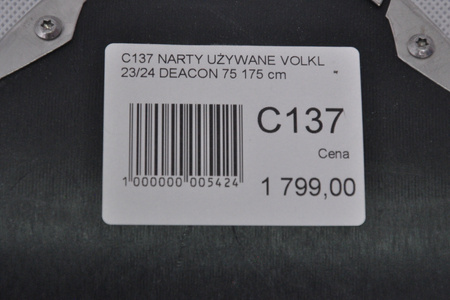 C137 NARTY UŻYWANE VOLKL
23/24 DEACON 75 175 cm
C137
Cena
1 000000 005424
1 799,00